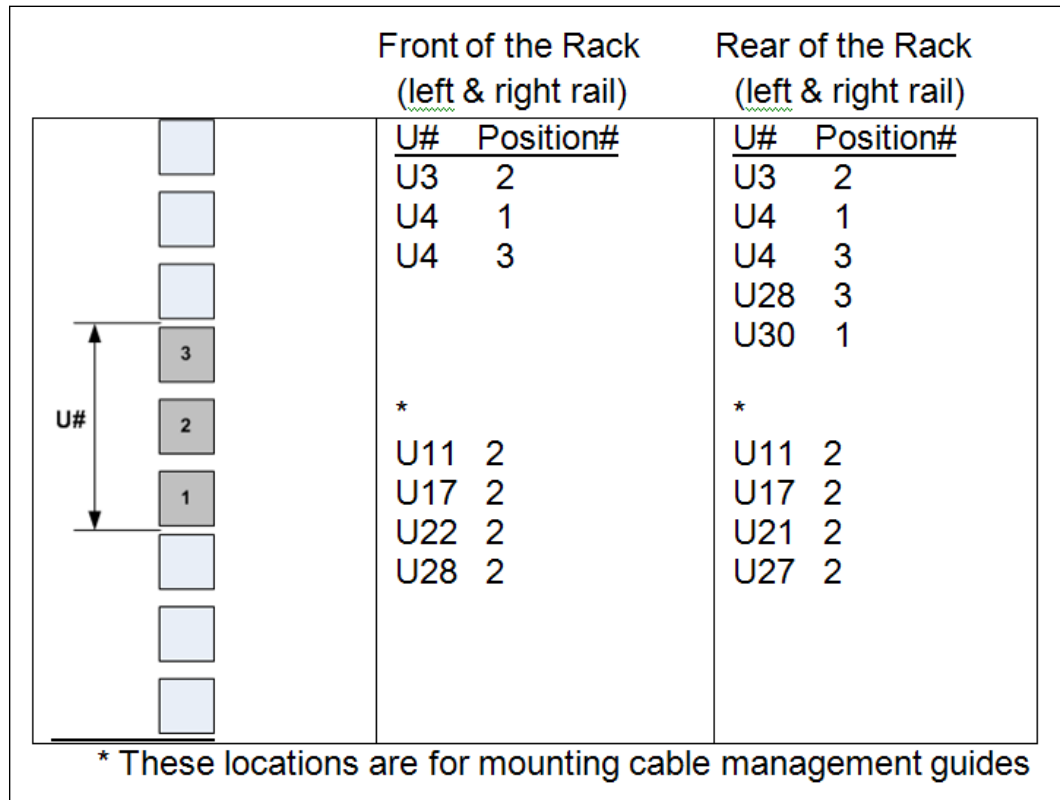 Front of the Rack
(left & right rail)
Rear of the Rack
(left & right rail)
3
U#
2
1
U# Position#
U3 2
U4 1
U4 3
*
U11 2
U17 2
U22 2
U28 2
U# Position#
U3 2
U4 1
U4 3
U28 3
U30 1
*
U11 2
U17 2
U21 2
U27 2
* These locations are for mounting cable management guides